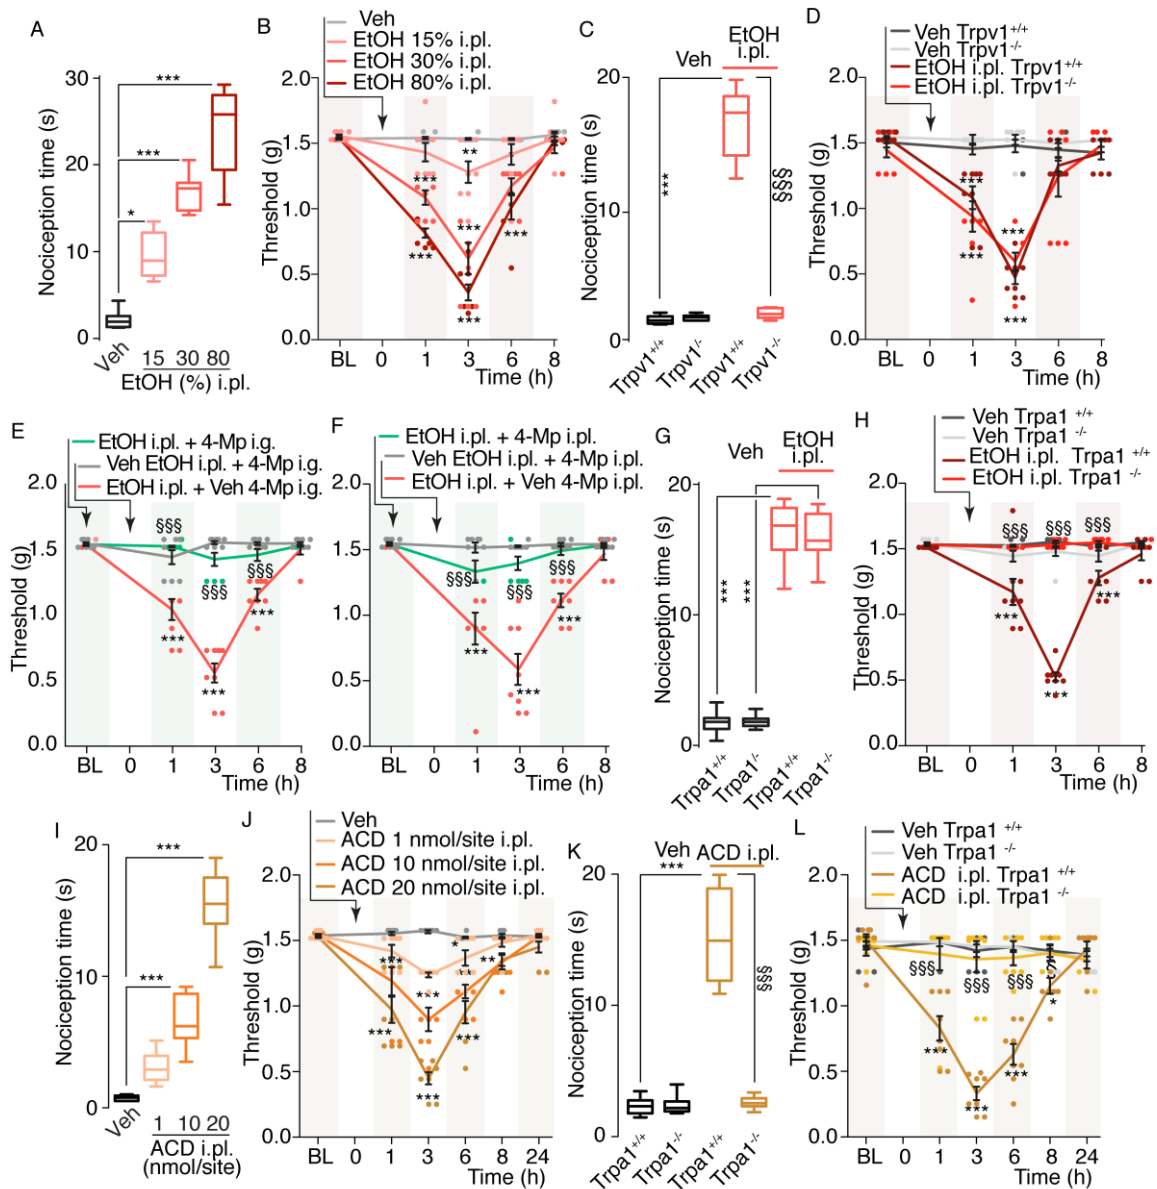 A
Nociception time (s)
30
20
10
0
***
***
*
Veh
15 30 80
EtOH (%) i.pl.
B
Veh
EtOH 15% i.pl.
EtOH 30% i.pl.
EtOH 80% i.pl.
Threshold (g)
2.0
1.5
1.0
0.5
0.0
**
***
***
***
***
***
BL 0 1 3 6 8
Time (h)
C
Veh
EtOH
i.pl.
Nociception time (s)
20
10
0
***
§§§
Trpv1+/+
Trpv1-/-
Trpv1+/+
Trpv1-/-
D
Veh Trpv1+/+
Veh Trpv1-/-
EtOH i.pl. Trpv1+/+
EtOH i.pl. Trpv1-/-
Threshold (g)
2.0
1.5
1.0
0.5
0.0
***
***
***
***
BL 0 1 3 6 8
Time (h)
E
EtOH i.pl. + 4-Mp i.g.
Veh EtOH i.pl. + 4-Mp i.g.
EtOH i.pl. + Veh 4-Mp i.g.
Threshold (g)
2.0
1.5
1.0
0.5
0.0
§§§
§§§
§§§
***
***
***
BL 0 1 3 6 8
Time (h)
F
EtOH i.pl. + 4-Mp i.pl.
Veh EtOH i.pl. + 4-Mp i.pl.
EtOH i.pl. + Veh 4-Mp i.pl.
Threshold (g)
2.0
1.5
1.0
0.5
0.0
§§§
§§§
§§§
***
***
***
BL 0 1 3 6 8
Time (h)
G
Veh
EtOH
i.pl.
Nociception time (s)
20
10
0
***
***
Trpa1+/+
Trpa1-/-
Trpa1+/+
Trpa1-/-
H
Veh Trpa1 +/+
Veh Trpa1 -/-
EtOH i.pl. Trpa1 +/+
EtOH i.pl. Trpa1 -/-
Threshold (g)
2.0
1.5
1.0
0.5
0.0
§§§
§§§
§§§
***
***
***
BL 0 1 3 6 8
Time (h)
I
Nociception time (s)
20
10
0
***
***
Veh
1 10 20
ACD i.pl.
(nmol/site)
J
Veh
ACD 1 nmol/site i.pl.
ACD 10 nmol/site i.pl.
ACD 20 nmol/site i.pl.
Threshold (g)
2.0
1.5
1.0
0.5
0.0
*
***
**
**
***
***
***
***
BL 0 1 3 6 8 24
Time (h)
K
Veh ACD i.pl.
Nociception time (s)
20
10
0
***
§§§
Trpa1+/+
Trpa1-/-
Trpa1+/+
Trpa1-/-
L
Veh Trpa1 +/+
Veh Trpa1 -/-
ACD i.pl. Trpa1 +/+
ACD i.pl. Trpa1 -/-
Threshold (g)
2.0
1.5
1.0
0.5
0.0
§§§
§§§
§§§
*
***
***
***
BL 0 1 3 6 8 24
Time (h)